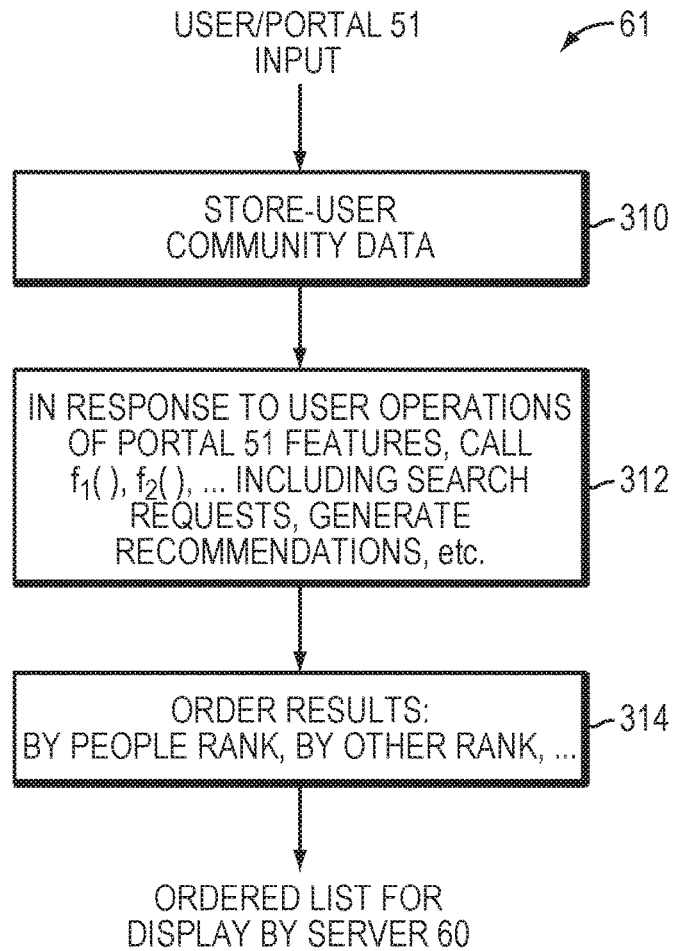 USER/PORTAL 51
INPUT
61
STORE-USER
COMMUNITY DATA
310
IN RESPONSE TO USER OPERATIONS
OF PORTAL 51 FEATURES, CALL
f₁( ), f₂( ), ... INCLUDING SEARCH
REQUESTS, GENERATE
RECOMMENDATIONS, etc.
312
ORDER RESULTS:
BY PEOPLE RANK, BY OTHER RANK, ...
314
ORDERED LIST FOR
DISPLAY BY SERVER 60